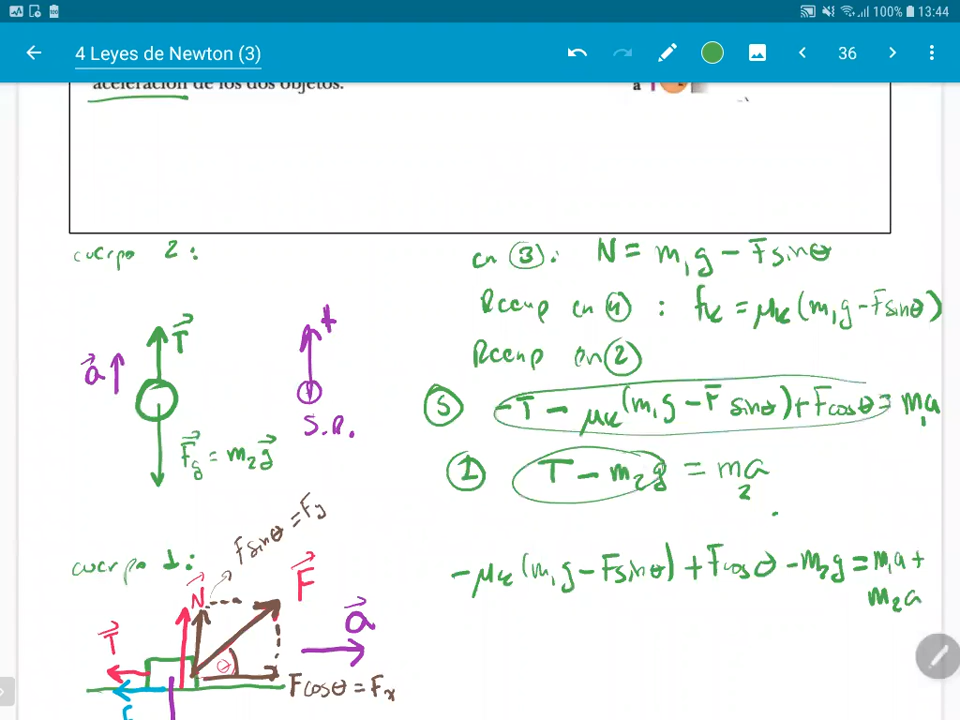 100% 13:44
4 Leyes de Newton (3)
36
aceleración de los dos objetos.
a
cuerpo 2:
T
a
+
S.R.
Fg = m₂g
en ③: N = m₁g - Fsinθ
Reemp en ④ : fk = μk(m₁g - Fsinθ)
Reemp en ②
⑤ -T - μk(m₁g - F sinθ) + Fcosθ = m₁a
① T - m₂g = m₂a
-μk(m₁g - Fsinθ) + Fcosθ - m₂g = m₁a + 
m₂a
cuerpo 1:
Fsinθ = Fy
N
F
T
a
θ
Fcosθ = Fx